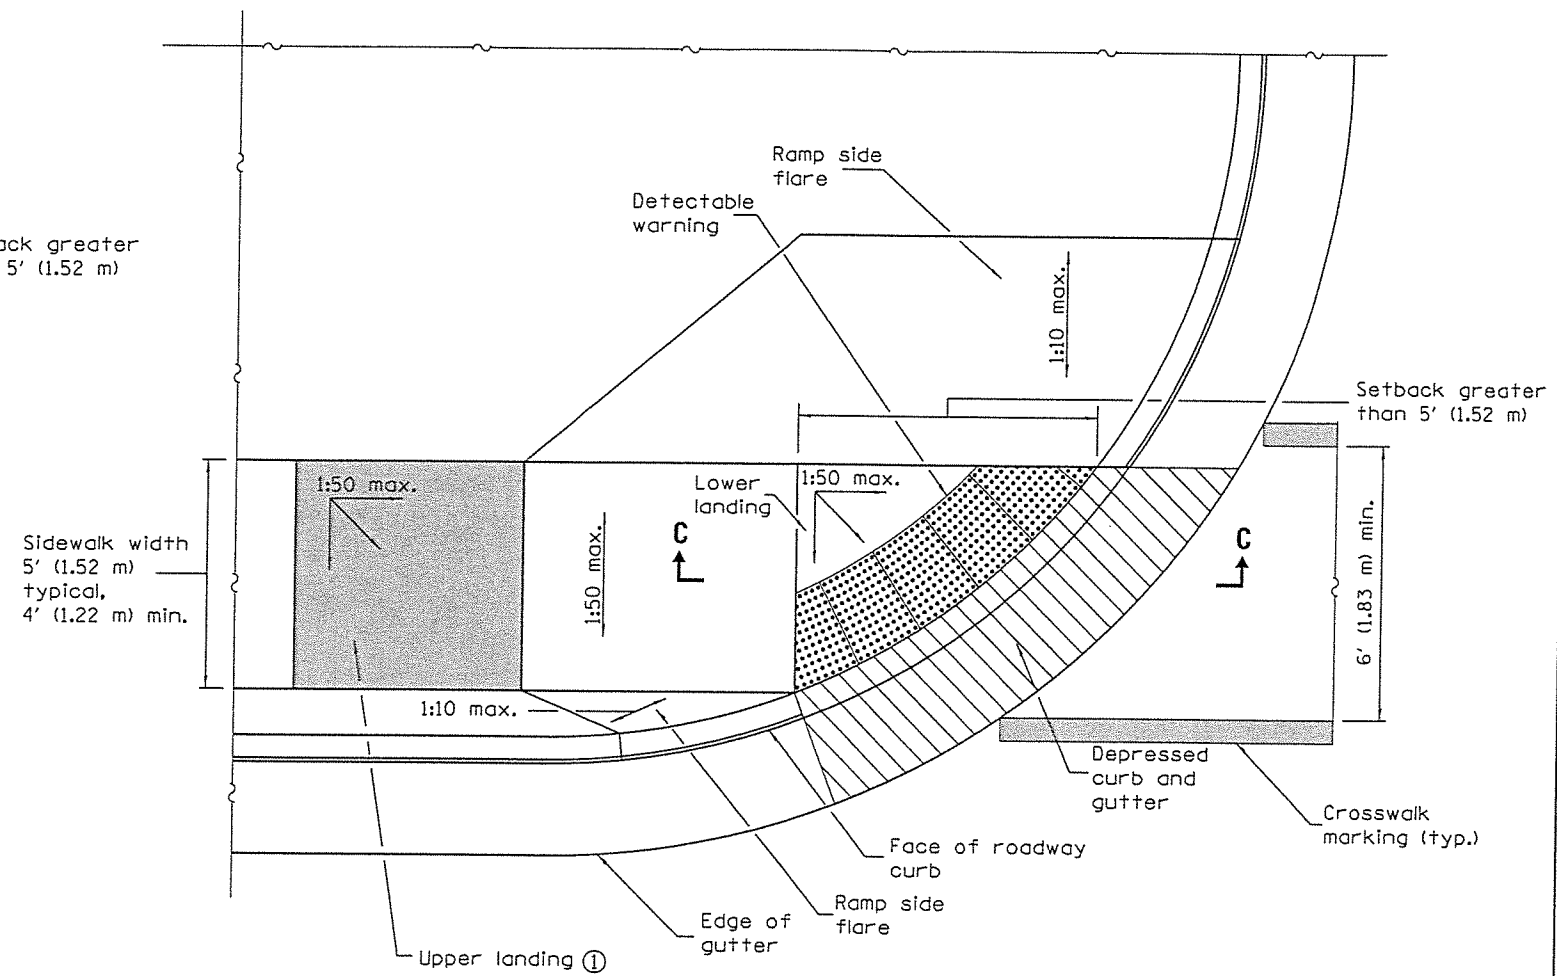 Ramp side
flare
Detectable
warning
ack greater
5' (1.52 m)
1:10 max.
Setback greater
than 5' (1.52 m)
1:50 max.
Lower
landing
1:50 max.
C
1:50 max.
C
Sidewalk width
5' (1.52 m)
typical,
4' (1.22 m) min.
6' (1.83 m) min.
1:10 max.
Depressed
curb and
gutter
Crosswalk
marking (typ.)
Face of roadway
curb
Ramp side
flare
Edge of
gutter
Upper landing ①